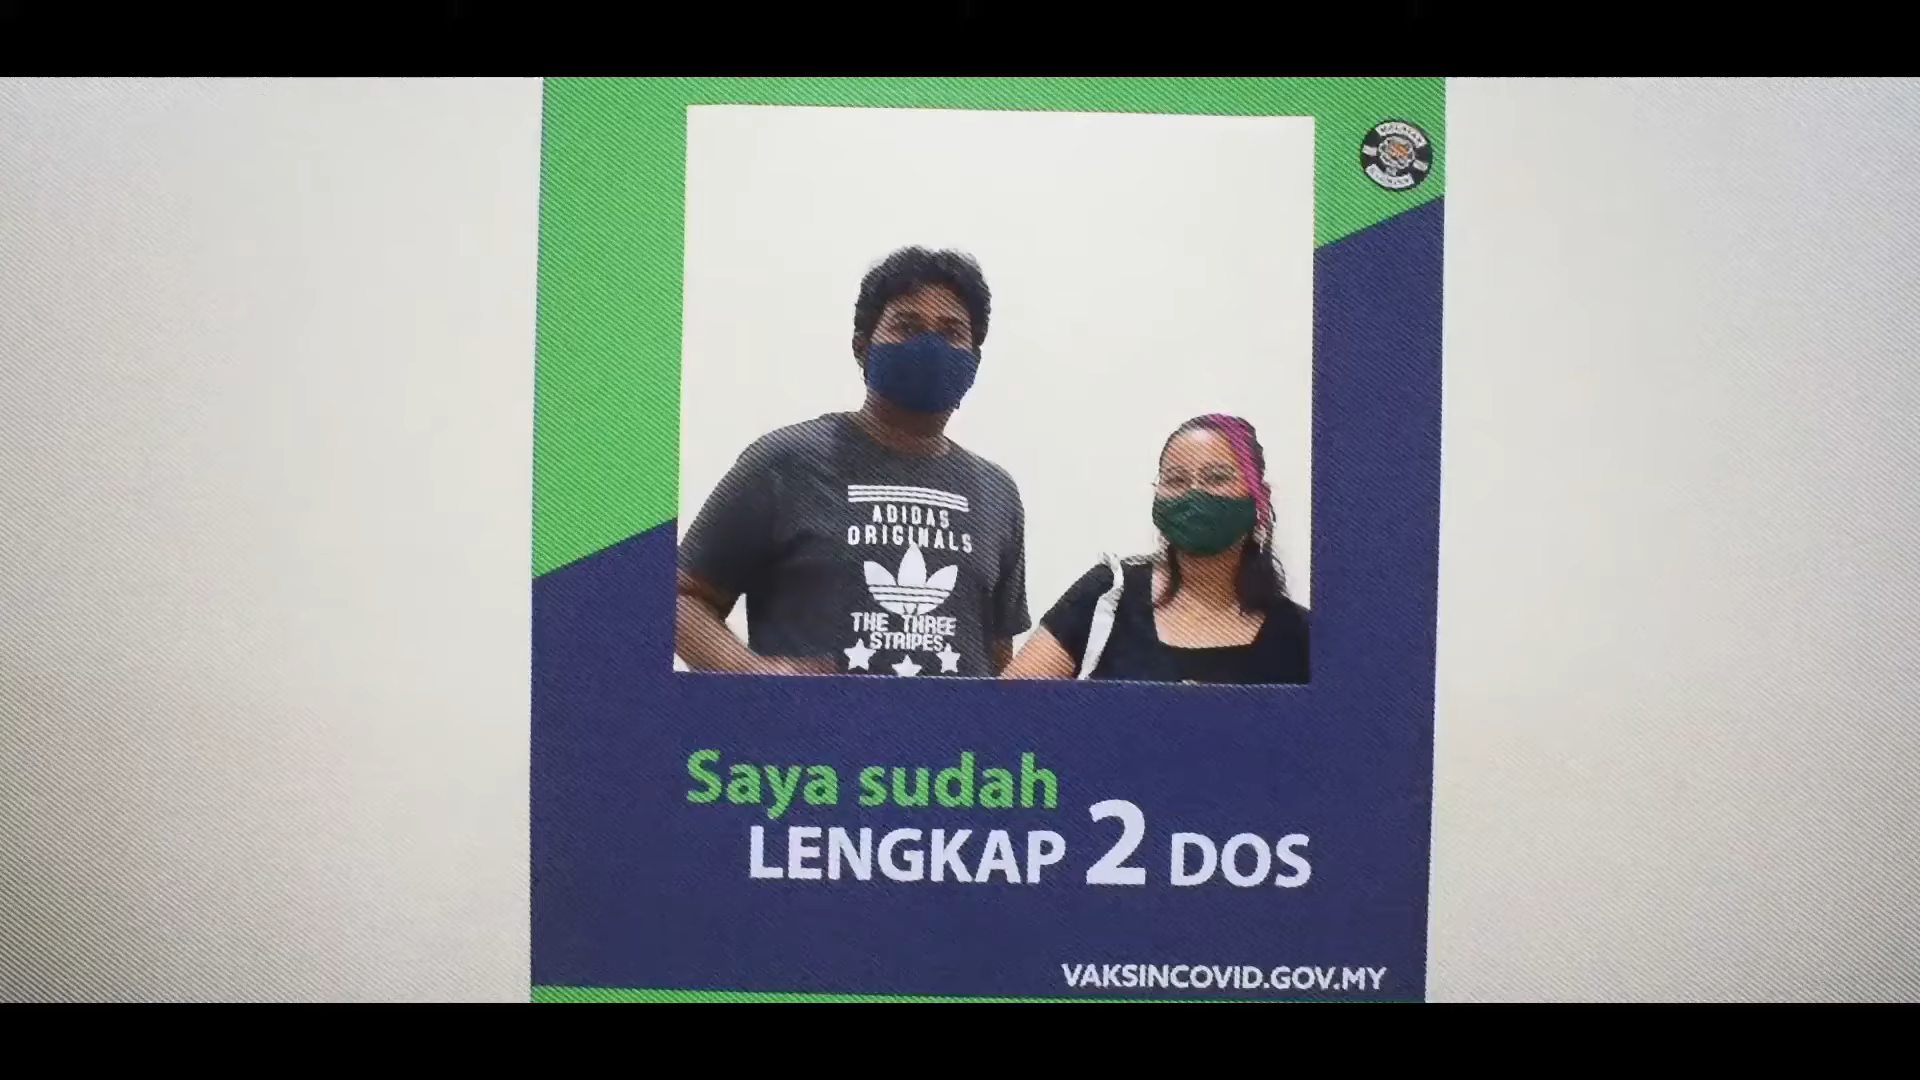 ADIDAS
ORIGINALS
THE THREE
STRIPES
Saya sudah
LENGKAP 2 DOS
VAKSINCOVID.GOV.MY